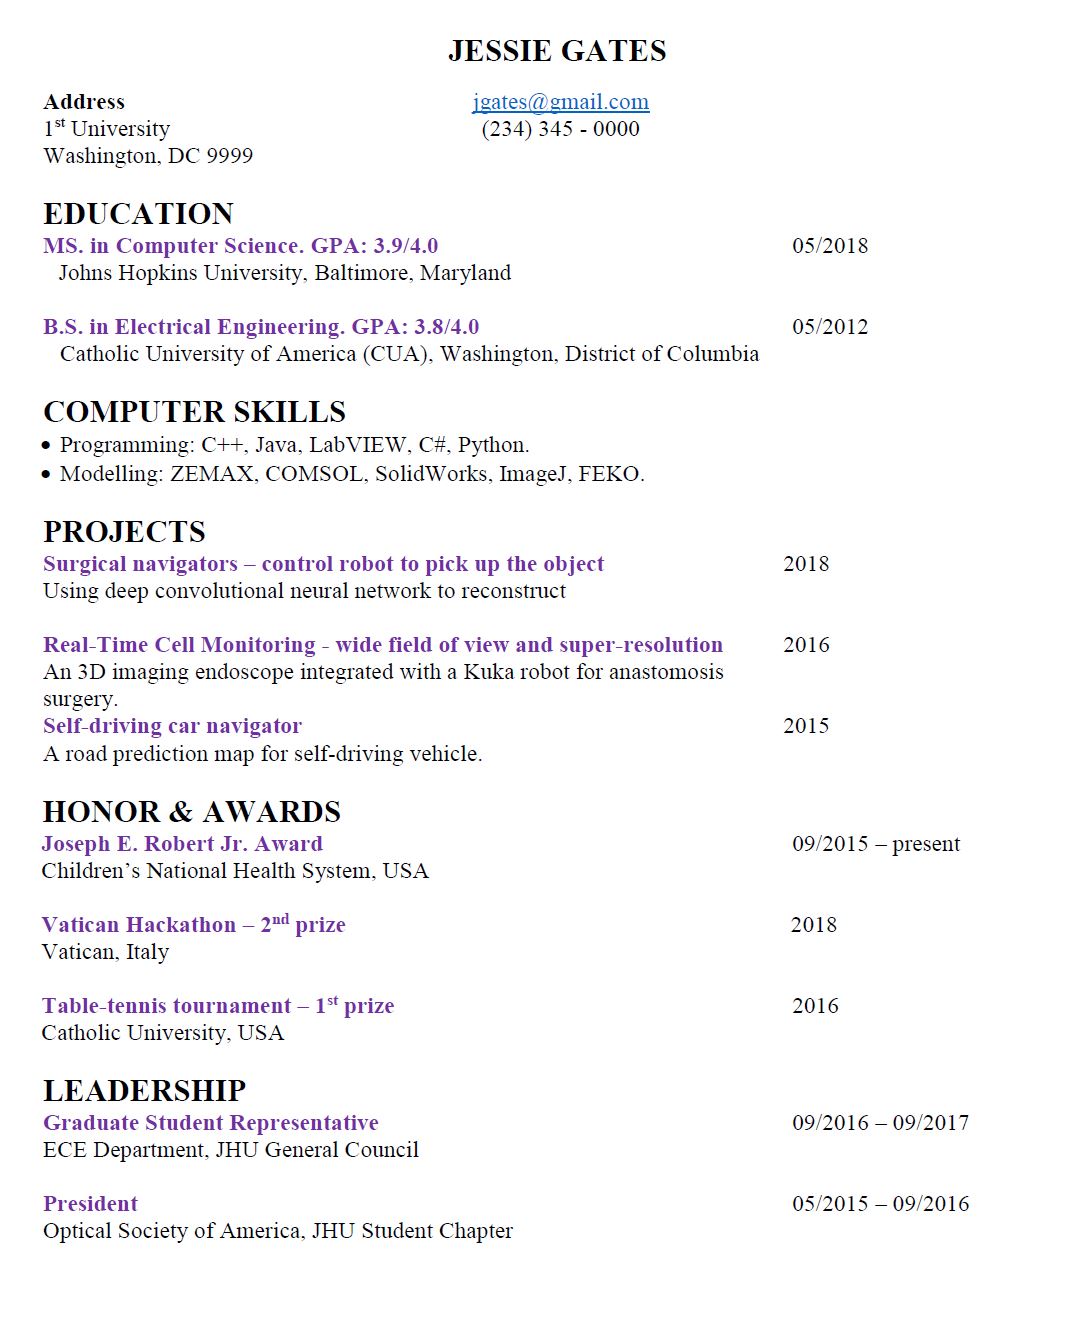 JESSIE GATES
Address jgates@gmail.com
1st University (234) 345 - 0000
Washington, DC 9999
EDUCATION
MS. in Computer Science. GPA: 3.9/4.0 05/2018
Johns Hopkins University, Baltimore, Maryland
B.S. in Electrical Engineering. GPA: 3.8/4.0 05/2012
Catholic University of America (CUA), Washington, District of Columbia
COMPUTER SKILLS
• Programming: C++, Java, LabVIEW, C#, Python.
• Modelling: ZEMAX, COMSOL, SolidWorks, ImageJ, FEKO.
PROJECTS
Surgical navigators – control robot to pick up the object 2018
Using deep convolutional neural network to reconstruct
Real-Time Cell Monitoring - wide field of view and super-resolution 2016
An 3D imaging endoscope integrated with a Kuka robot for anastomosis
surgery.
Self-driving car navigator 2015
A road prediction map for self-driving vehicle.
HONOR & AWARDS
Joseph E. Robert Jr. Award 09/2015 – present
Children’s National Health System, USA
Vatican Hackathon – 2nd prize 2018
Vatican, Italy
Table-tennis tournament – 1st prize 2016
Catholic University, USA
LEADERSHIP
Graduate Student Representative 09/2016 – 09/2017
ECE Department, JHU General Council
President 05/2015 – 09/2016
Optical Society of America, JHU Student Chapter